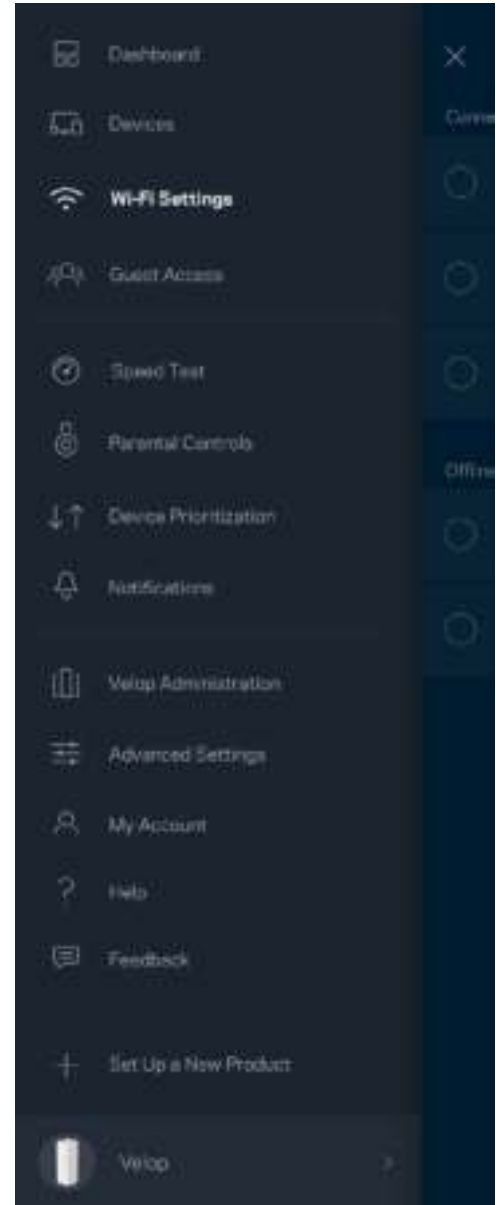 Dashboard
Devices
Wi-Fi Settings
Guest Access
Speed Test
Parental Controls
Device Prioritization
Notifications
Velop Administration
Advanced Settings
My Account
Help
Feedback
Set Up a New Product
Velop